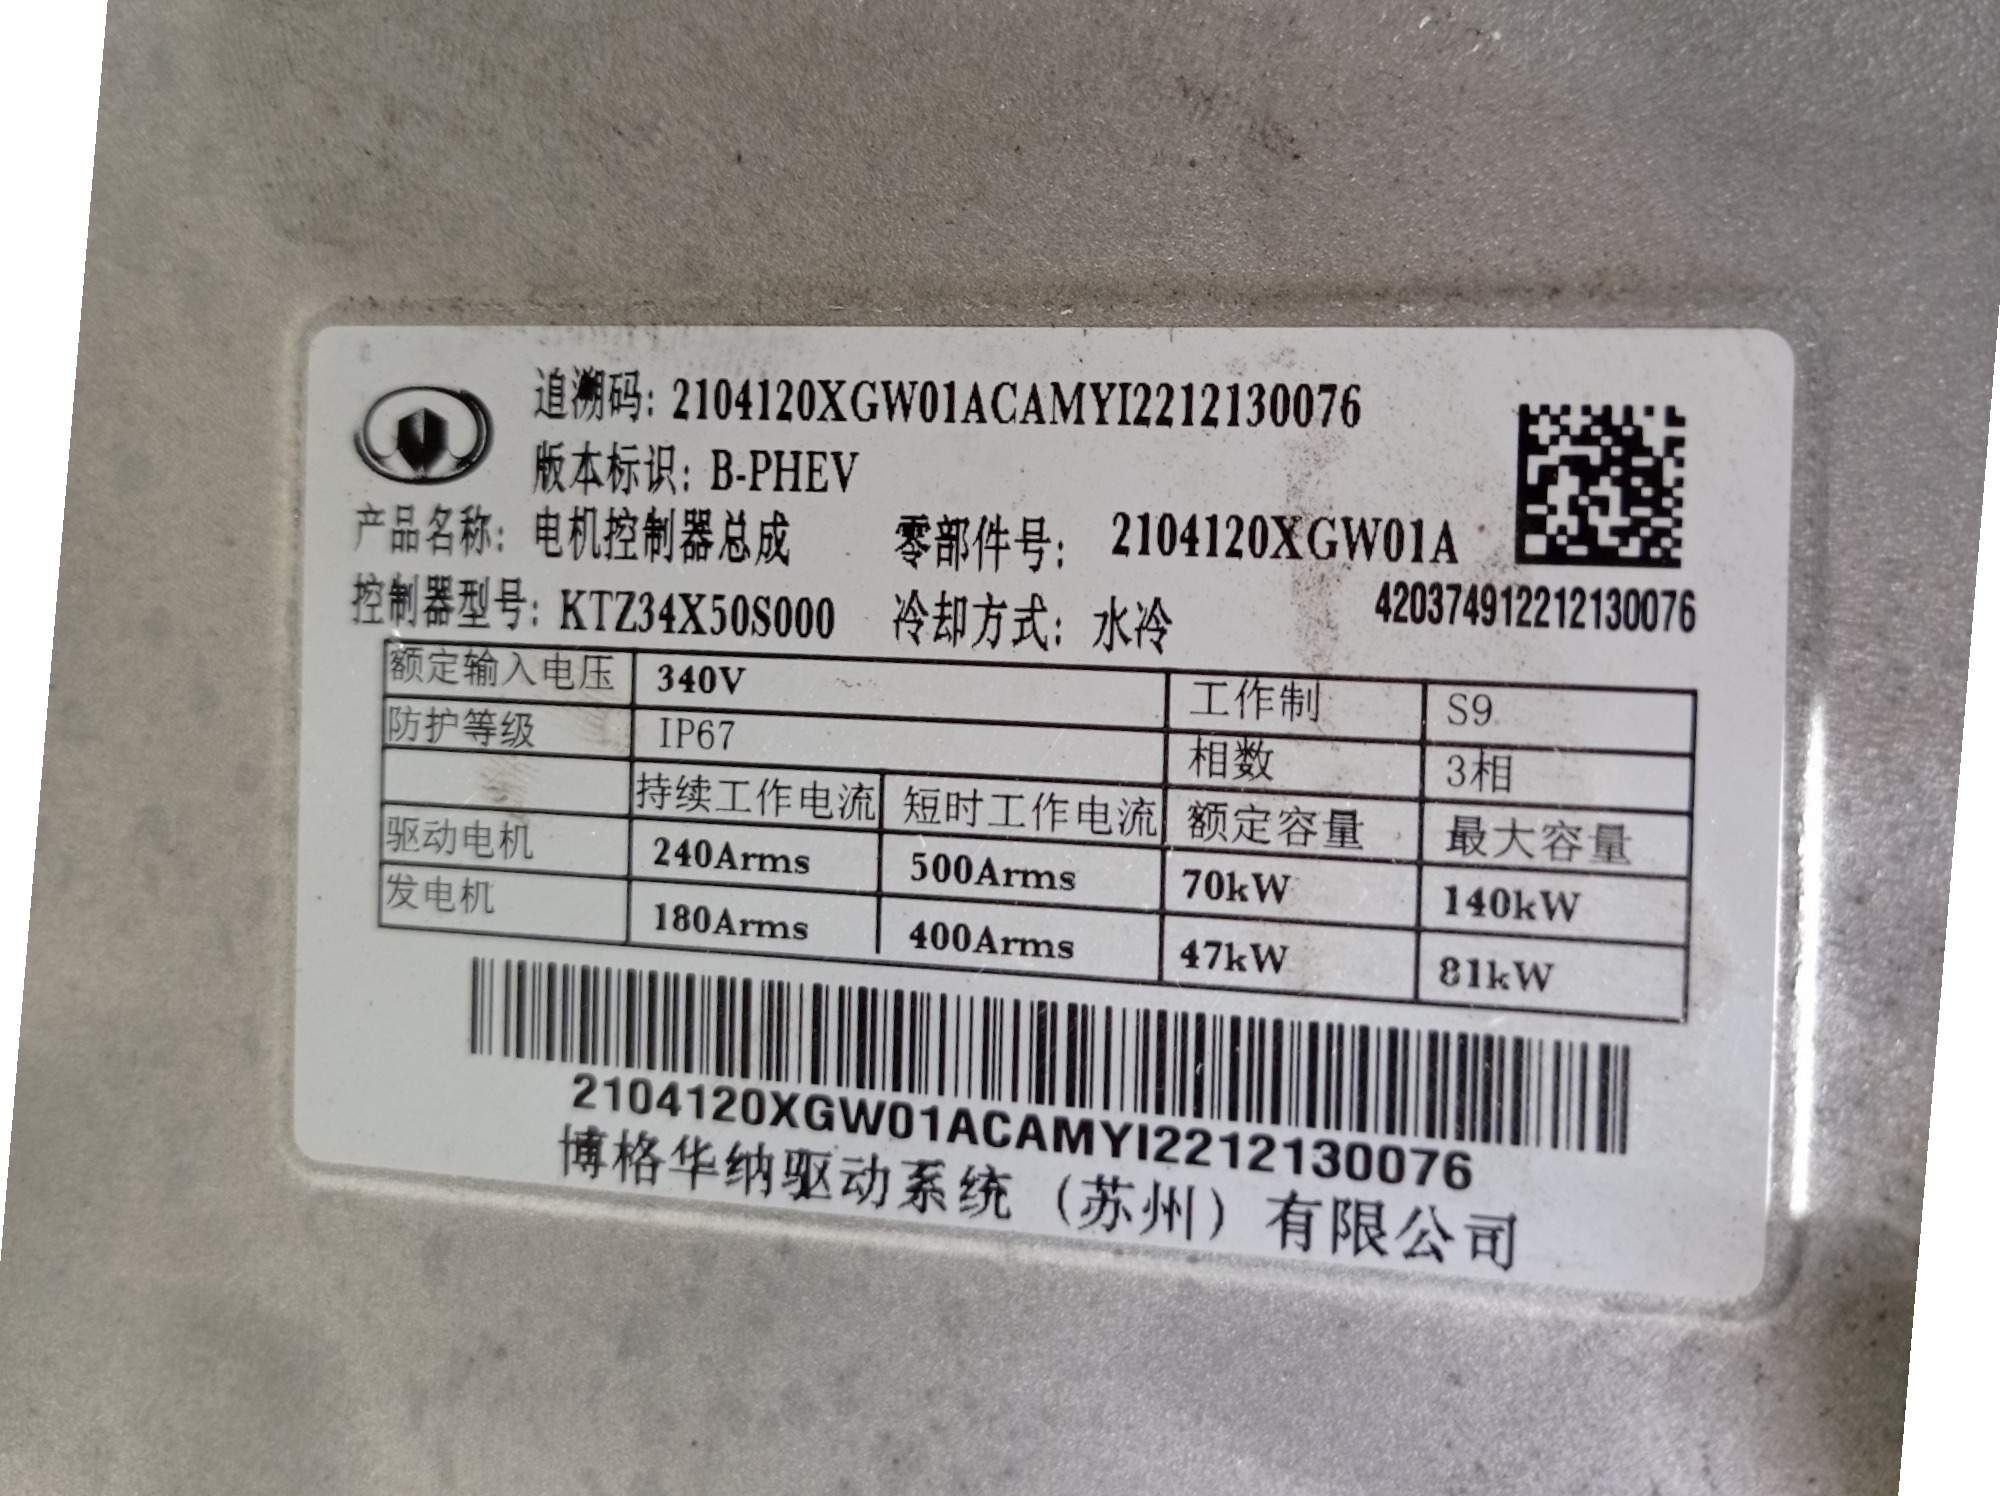 追溯码: 2104120XGW01ACAMYI2212130076
版本标识: B-PHEV
产品名称: 电机控制器总成 零部件号: 2104120XGW01A
控制器型号: KTZ34X50S000 冷却方式: 水冷 420374912212130076
额定输入电压 340V 工作制 S9
防护等级 IP67 相数 3相
持续工作电流 短时工作电流 额定容量 最大容量
驱动电机 240Arms 500Arms 70kW 140kW
发电机 180Arms 400Arms 47kW 81kW
2104120XGW01ACAMYI2212130076
博格华纳驱动系统（苏州）有限公司